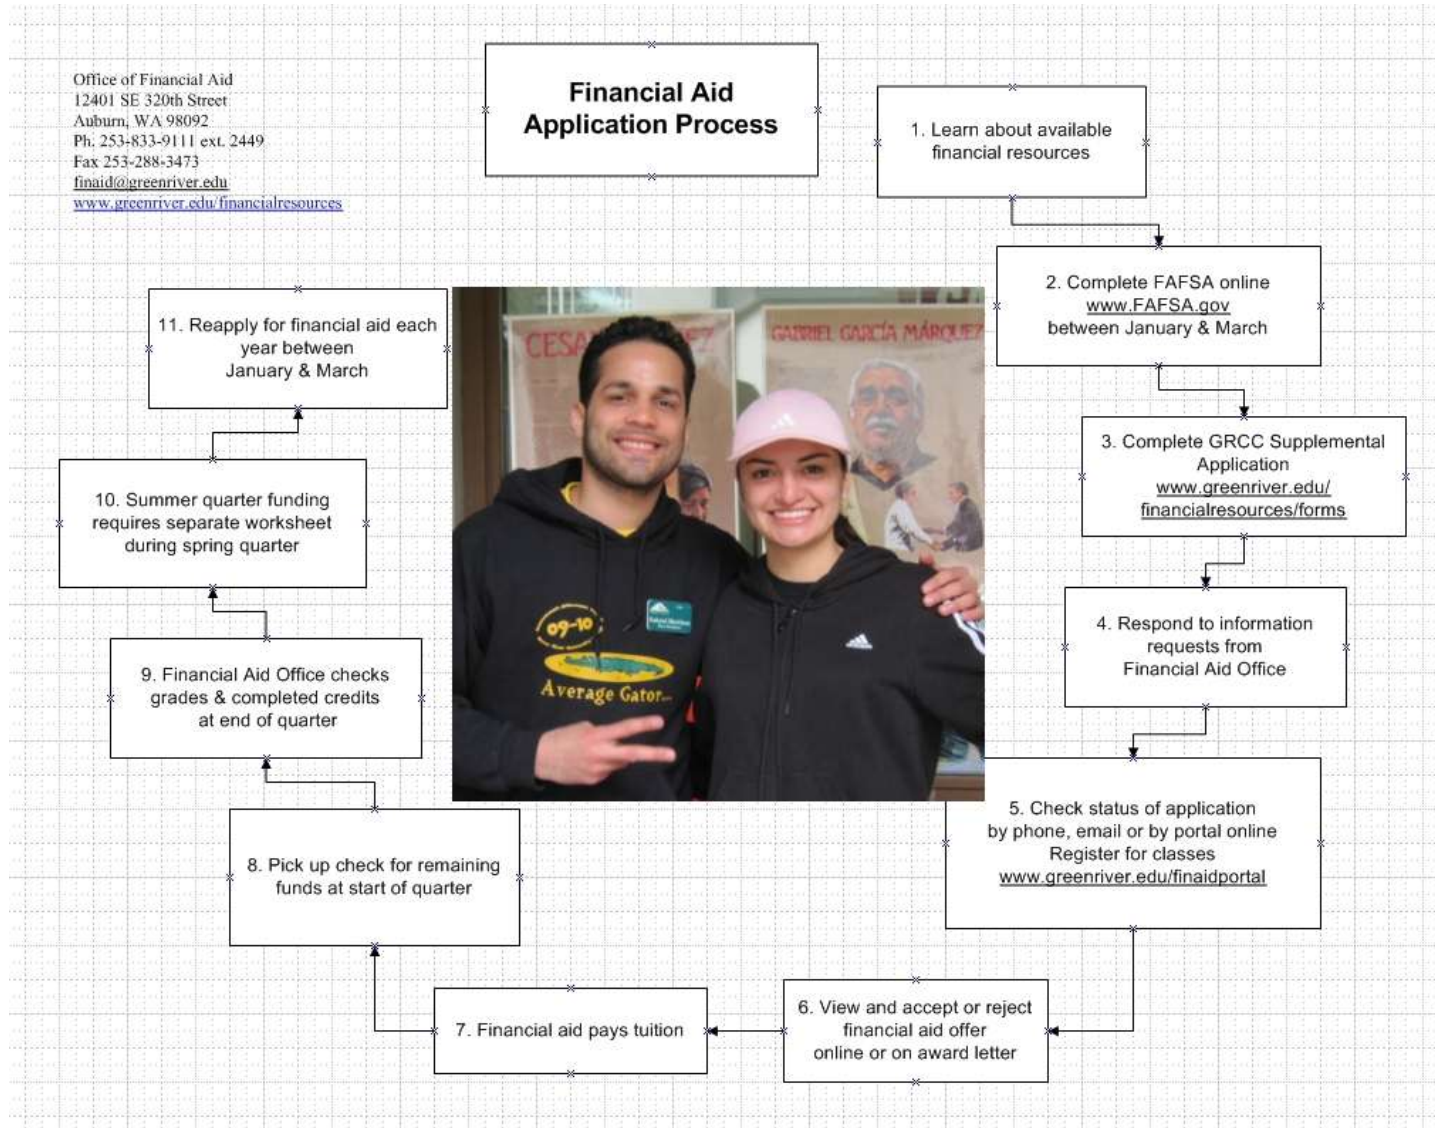 Office of Financial Aid
12401 SE 320th Street
Auburn, WA 98092
Ph. 253-833-9111 ext. 2449
Fax 253-288-3473
finaid@greenriver.edu
www.greenriver.edu/financialresources
Financial Aid
Application Process
1. Learn about available
financial resources
2. Complete FAFSA online
www.FAFSA.gov
between January & March
3. Complete GRCC Supplemental
Application
www.greenriver.edu/
financialresources/forms
4. Respond to information
requests from
Financial Aid Office
5. Check status of application
by phone, email or by portal online
Register for classes
www.greenriver.edu/finaidportal
6. View and accept or reject
financial aid offer
online or on award letter
7. Financial aid pays tuition
8. Pick up check for remaining
funds at start of quarter
9. Financial Aid Office checks
grades & completed credits
at end of quarter
10. Summer quarter funding
requires separate worksheet
during spring quarter
11. Reapply for financial aid each
year between
January & March
GABRIEL GARCÍA MÁRQUEZ
09-10
Average Gator...